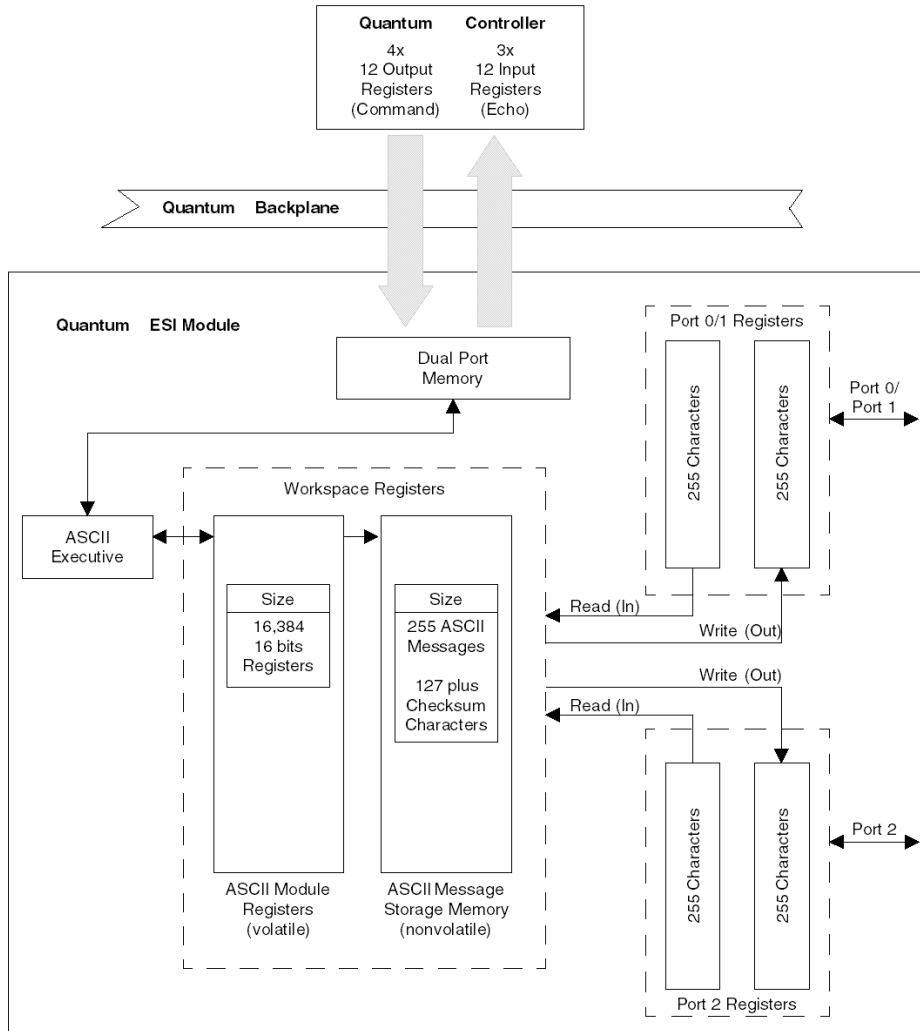 Quantum Controller
4x
12 Output
Registers
(Command)
3x
12 Input
Registers
(Echo)
Quantum Backplane
Quantum ESI Module
Dual Port
Memory
Port 0/1 Registers
255 Characters
255 Characters
Port 0/
Port 1
Workspace Registers
ASCII
Executive
Size
16,384
16 bits
Registers
Size
255 ASCII
Messages
127 plus
Checksum
Characters
Read (In)
Write (Out)
Write (Out)
Read (In)
ASCII Module
Registers
(volatile)
ASCII Message
Storage Memory
(nonvolatile)
255 Characters
255 Characters
Port 2
Port 2 Registers